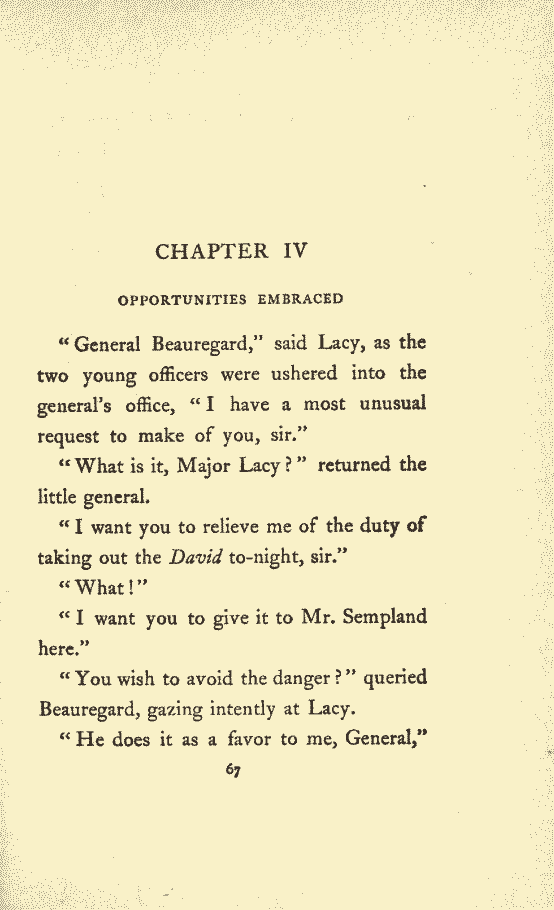 CHAPTER IV
OPPORTUNITIES EMBRACED
“General Beauregard,” said Lacy, as the
two young officers were ushered into the
general's office, “I have a most unusual
request to make of you, sir.”
“What is it, Major Lacy?” returned the
little general.
“I want you to relieve me of the duty of
taking out the David to-night, sir.”
“What!”
“I want you to give it to Mr. Sempland
here.”
“You wish to avoid the danger?” queried
Beauregard, gazing intently at Lacy.
“He does it as a favor to me, General,”
67